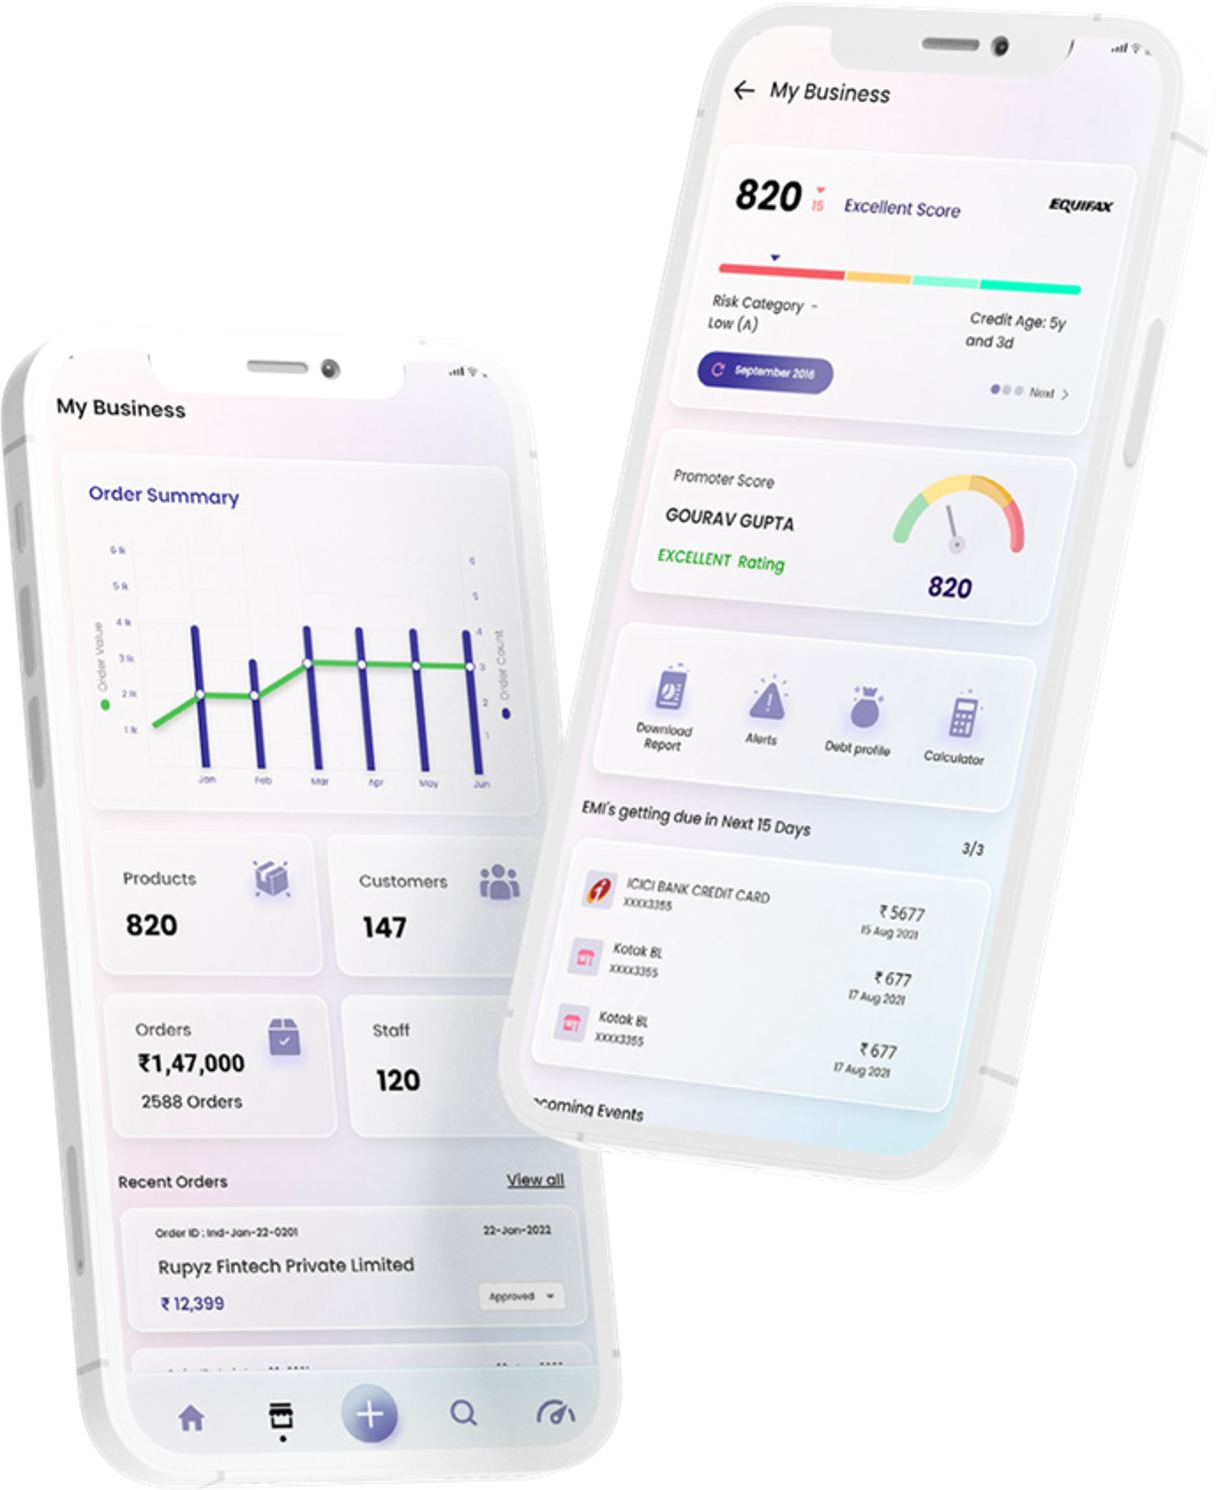 My Business
Order Summary
6 lk
5 lk
4 lk
3 lk
2 lk
1 lk
Order Value
6
5
4
3
2
1
Order Count
Jan Feb Mar Apr May Jun
Products
820
Customers
147
Orders
₹1,47,000
2588 Orders
Staff
120
Recent Orders View all
Order ID : Ind-Jan-22-0201 22-Jan-2022
Rupyz Fintech Private Limited
₹ 12,399
Approved
My Business
820 15 Excellent Score EQUIFAX
Risk Category -
Low (A)
Credit Age: 5y
and 3d
September 2016
Next
Promoter Score
GOURAV GUPTA
EXCELLENT Rating
820
Download
Report
Alerts
Debt profile
Calculator
EMI's getting due in Next 15 Days
3/3
ICICI BANK CREDIT CARD ₹ 5677
XXXX3355 15 Aug 2021
Kotak BL ₹ 677
XXXX3355 17 Aug 2021
Kotak BL ₹ 677
XXXX3355 17 Aug 2021
coming Events